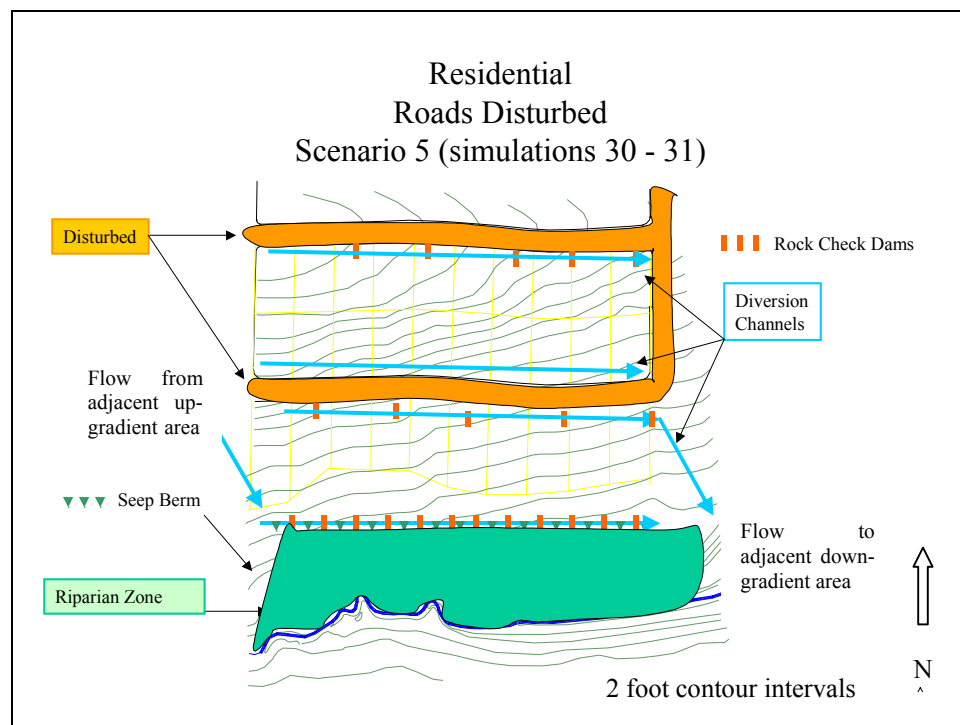 Residential
Roads Disturbed
Scenario 5 (simulations 30 - 31)
Disturbed
Rock Check Dams
Diversion
Channels
Flow from
adjacent up-
gradient area
Seep Berm
Flow to
adjacent down-
gradient area
Riparian Zone
N
^
2 foot contour intervals